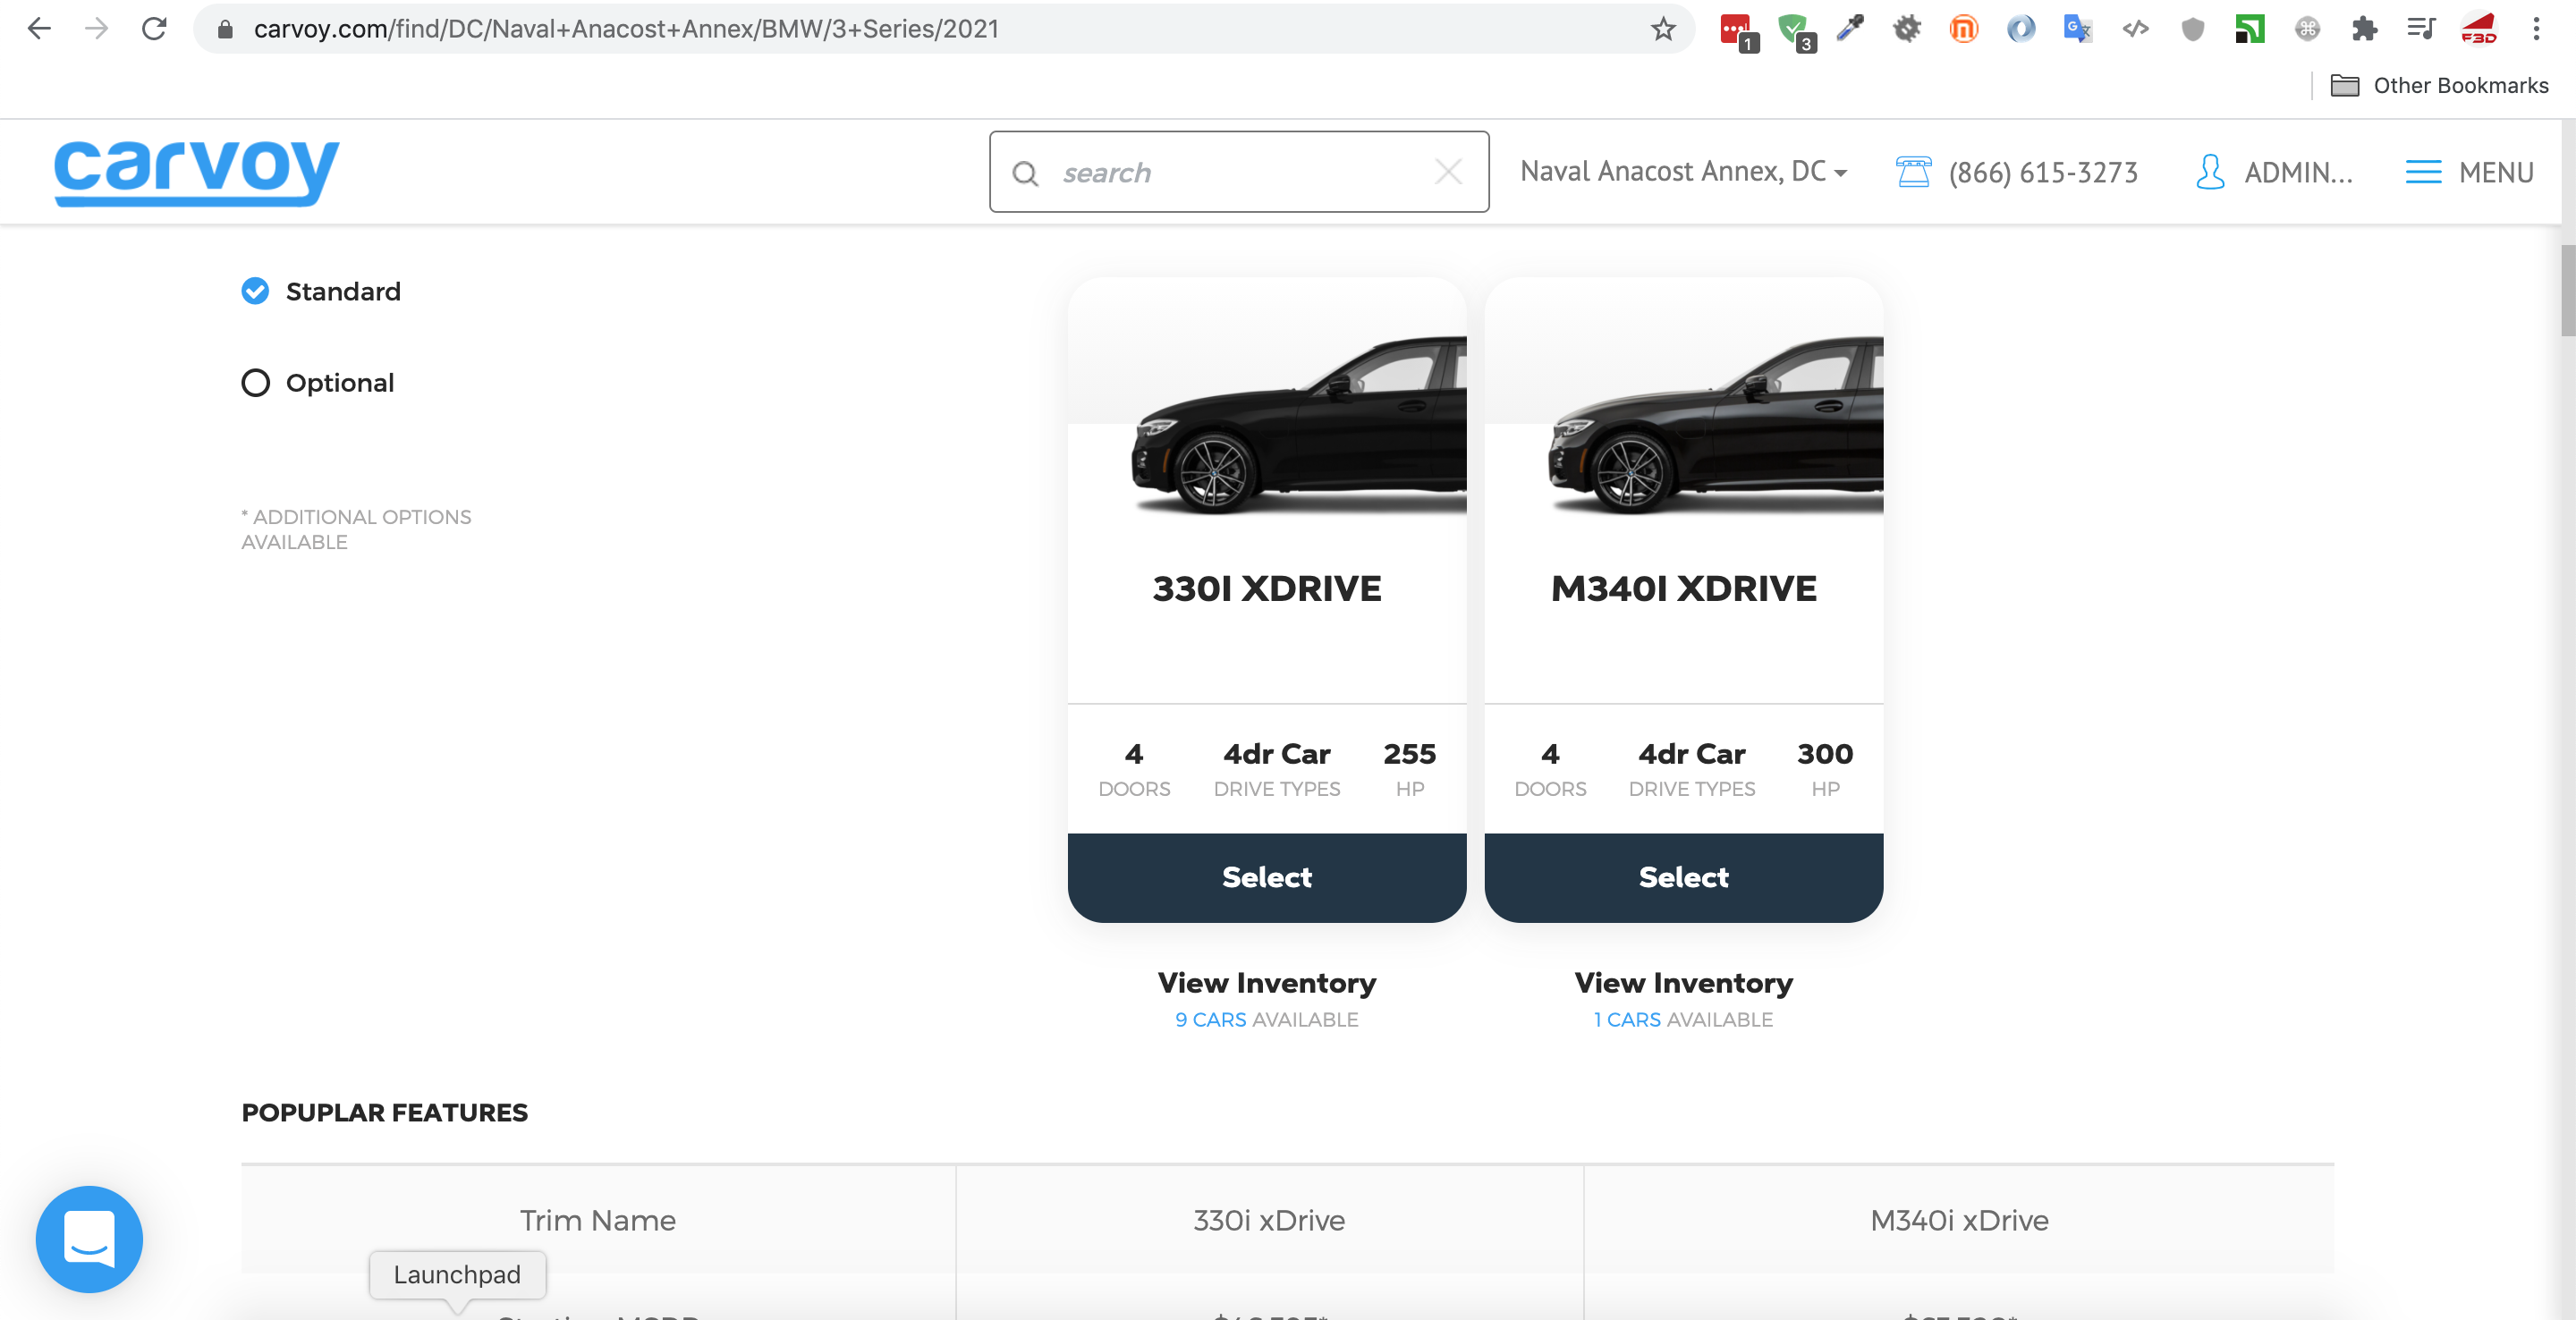 carvoy.com/find/DC/Naval+Anacost+Annex/BMW/3+Series/2021
1
3
F3D
Other Bookmarks
carvoy
search
Naval Anacost Annex, DC
(866) 615-3273
ADMIN...
MENU
Standard
Optional
* ADDITIONAL OPTIONS
AVAILABLE
330I XDRIVE
M340I XDRIVE
4 4dr Car 255
DOORS DRIVE TYPES HP
4 4dr Car 300
DOORS DRIVE TYPES HP
Select
Select
View Inventory
9 CARS AVAILABLE
View Inventory
1 CARS AVAILABLE
POPUPLAR FEATURES
Trim Name
330i xDrive
M340i xDrive
Launchpad